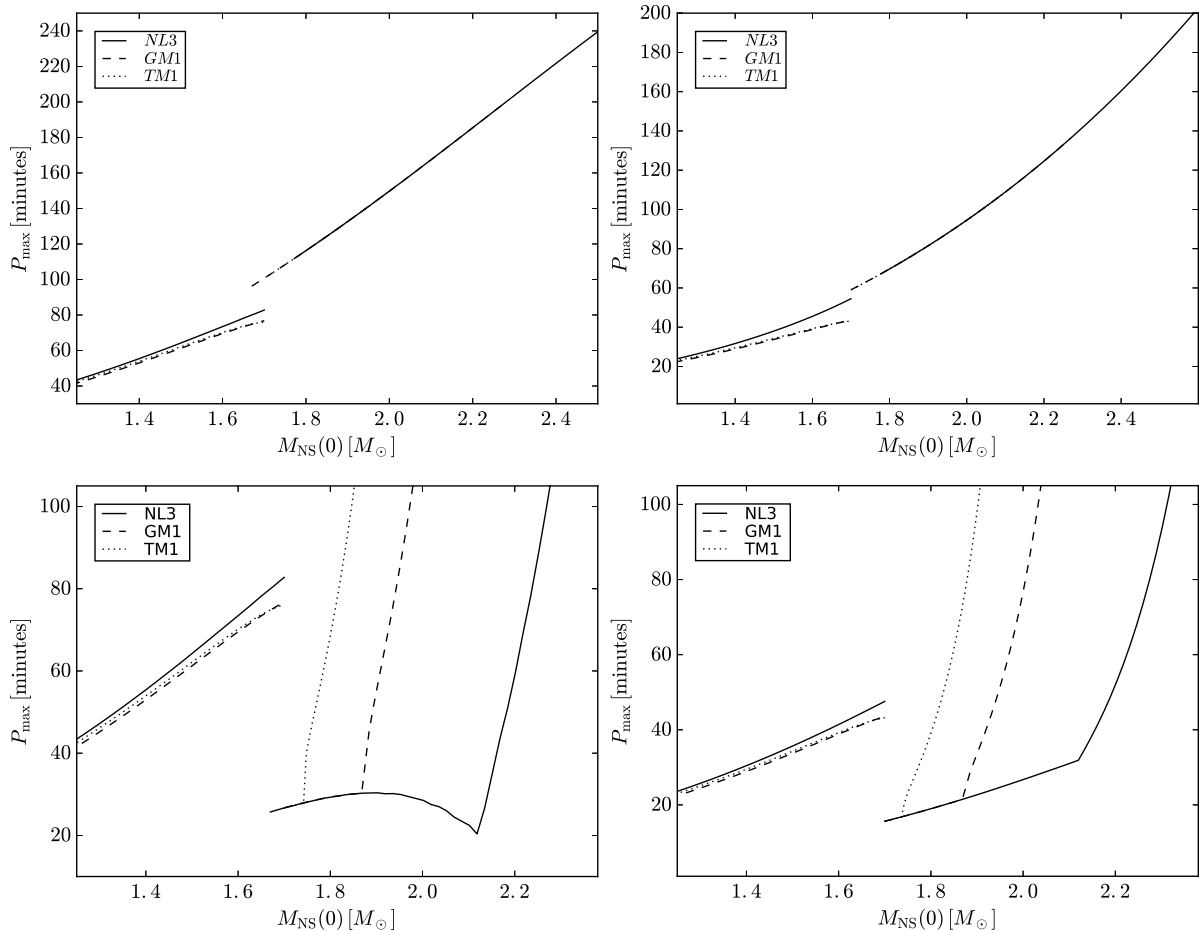 240
220
200
180
160
140
120
100
80
60
40
P_max [minutes]
NL3
GM1
TM1
1.4 1.6 1.8 2.0 2.2 2.4
M_NS(0) [M_⊙]
200
180
160
140
120
100
80
60
40
20
P_max [minutes]
NL3
GM1
TM1
1.4 1.6 1.8 2.0 2.2 2.4
M_NS(0) [M_⊙]
100
80
60
40
20
P_max [minutes]
NL3
GM1
TM1
1.4 1.6 1.8 2.0 2.2
M_NS(0) [M_⊙]
100
80
60
40
20
P_max [minutes]
NL3
GM1
TM1
1.4 1.6 1.8 2.0 2.2
M_NS(0) [M_⊙]